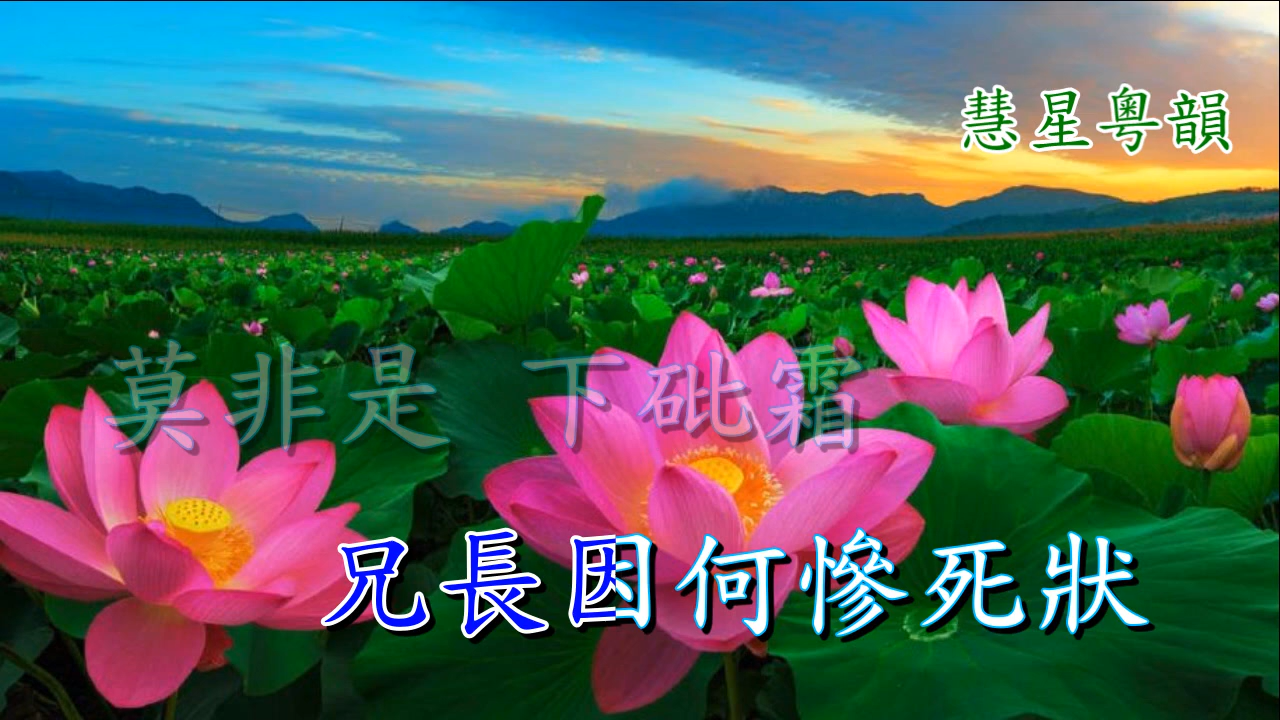 慧星粵韻
莫非是 下砒霜
兄長因何慘死狀